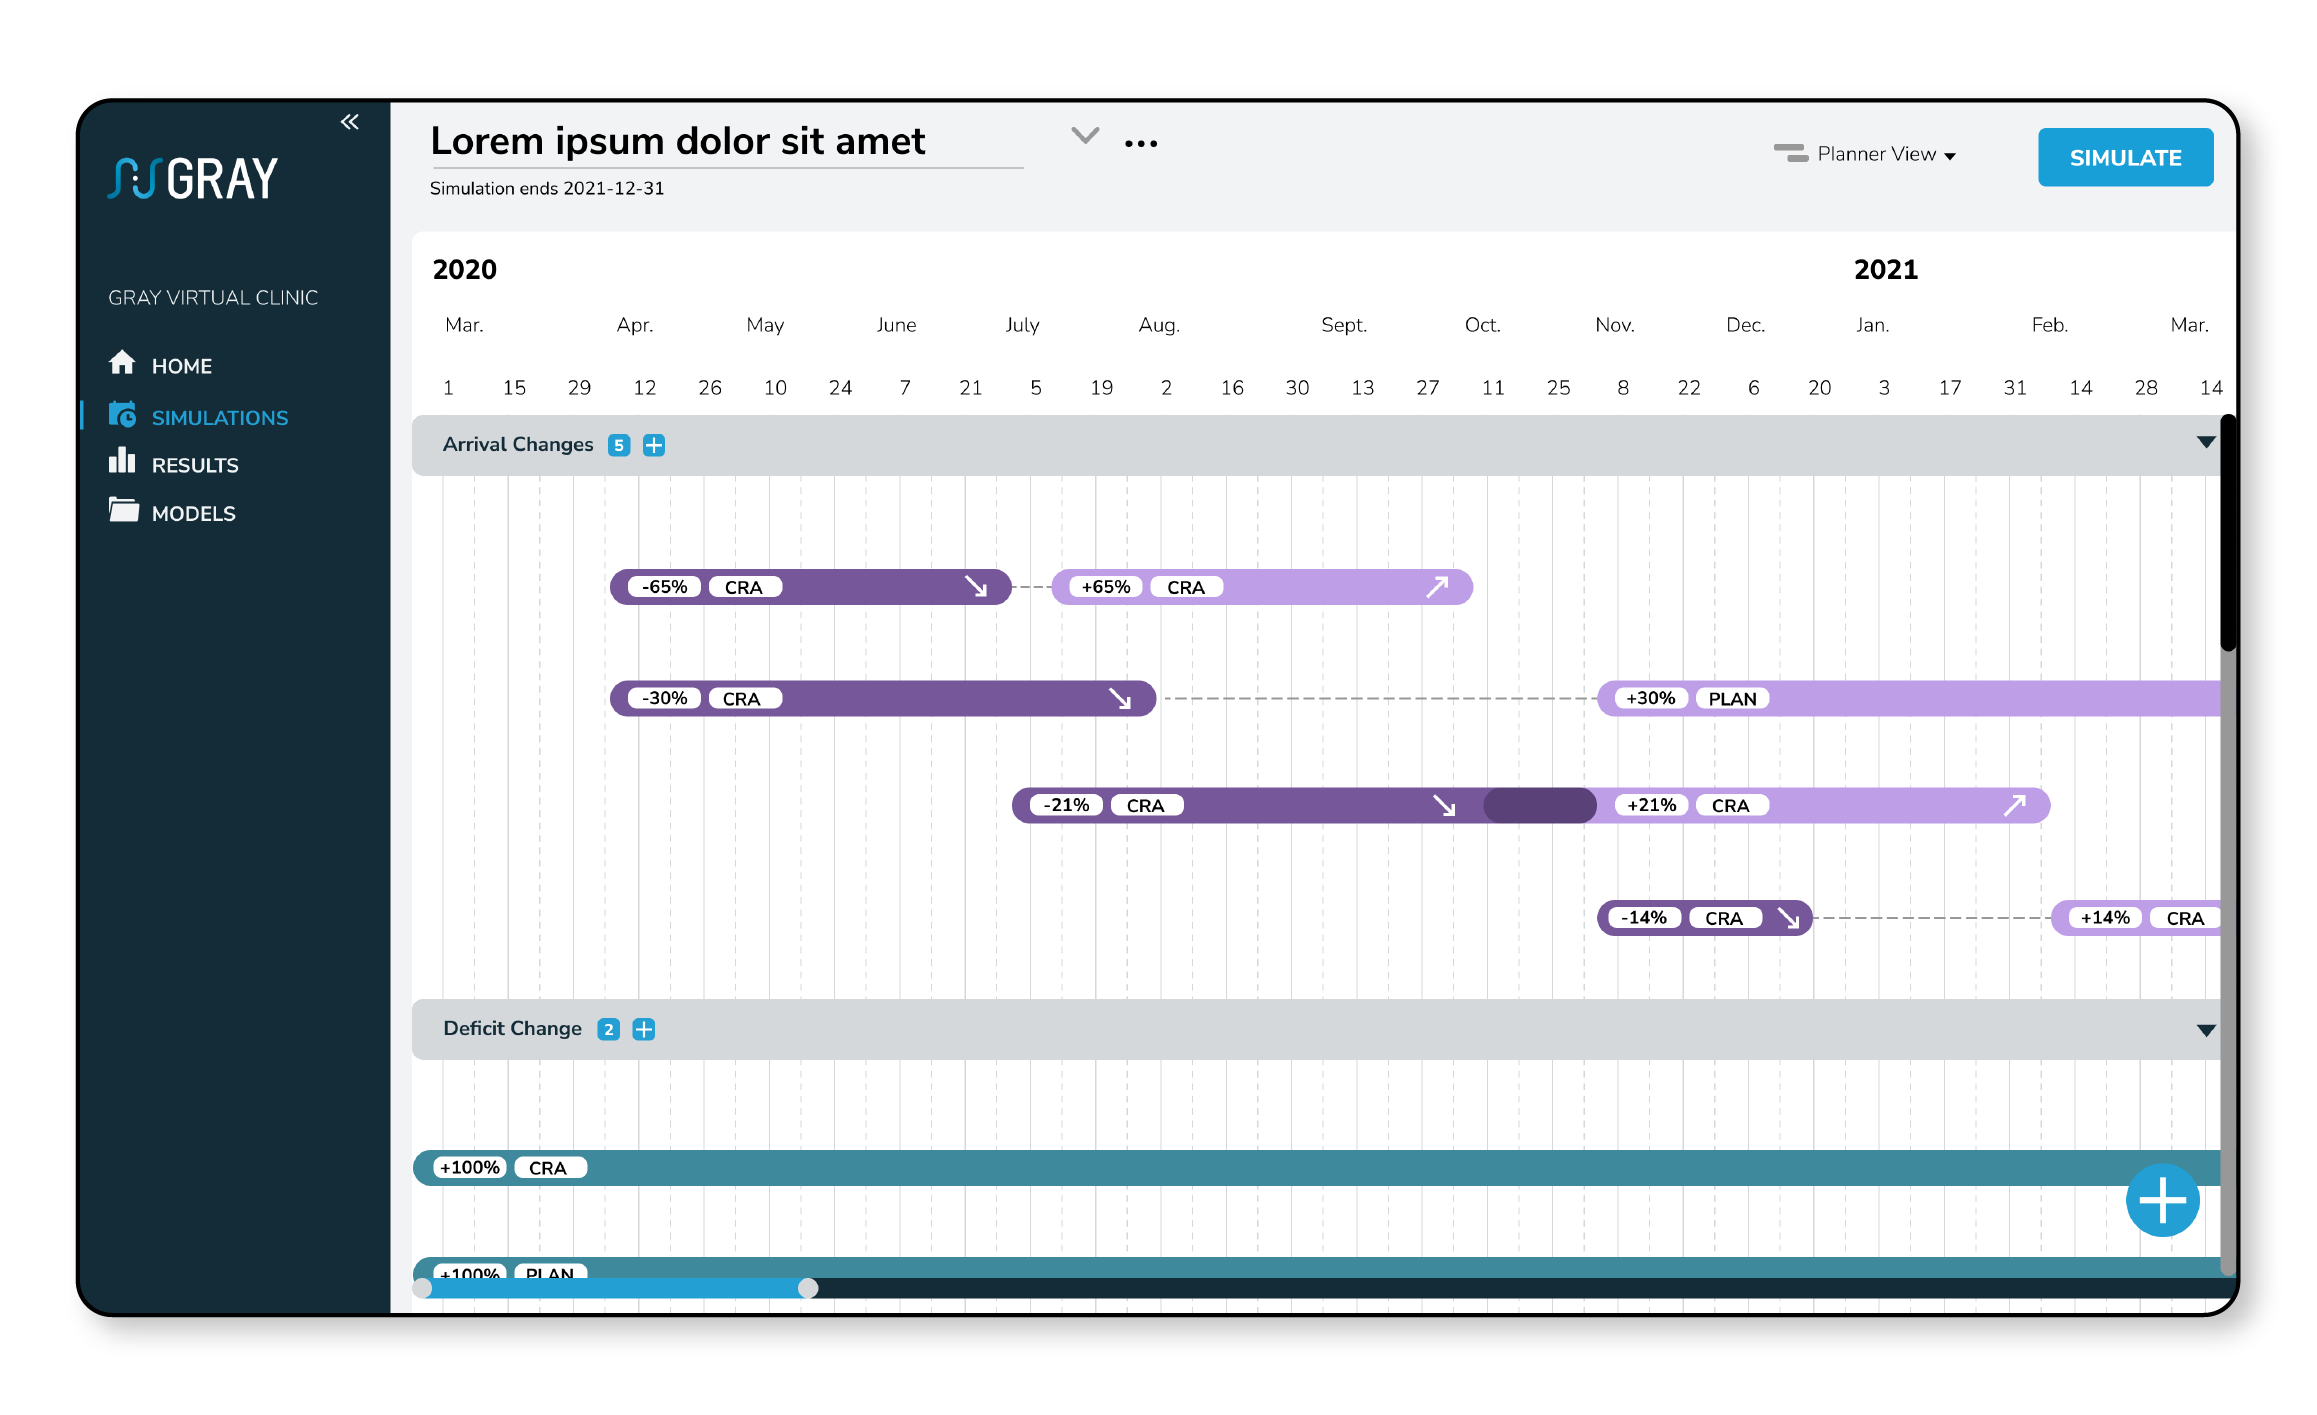 GRAY
GRAY VIRTUAL CLINIC
HOME
SIMULATIONS
RESULTS
MODELS
Lorem ipsum dolor sit amet
...
Simulation ends 2021-12-31
Planner View
SIMULATE
2020 2021
Mar. Apr. May June July Aug. Sept. Oct. Nov. Dec. Jan. Feb. Mar.
1 15 29 12 26 10 24 7 21 5 19 2 16 30 13 27 11 25 8 22 6 20 3 17 31 14 28 14
Arrival Changes 5 +
-65% CRA +65% CRA
-30% CRA +30% PLAN
-21% CRA +21% CRA
-14% CRA +14% CRA
Deficit Change 2 +
+100% CRA
+100% PLAN